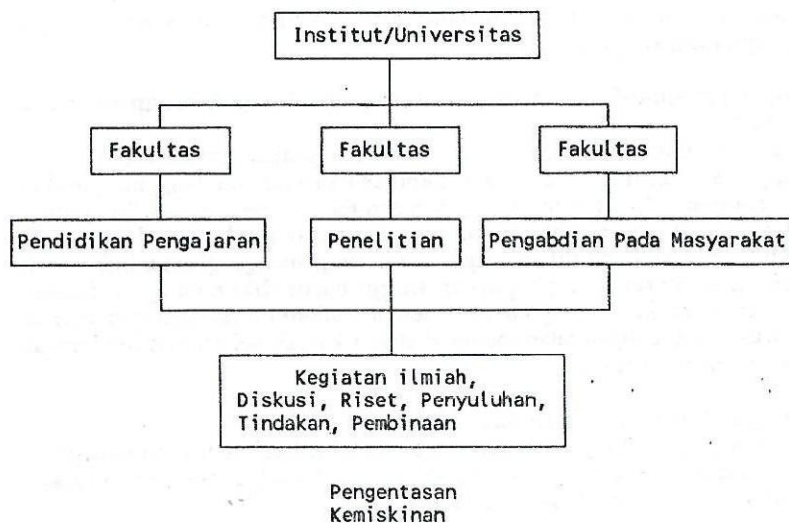 Institut/Universitas
Fakultas
Fakultas
Fakultas
Pendidikan Pengajaran
Penelitian
Pengabdian Pada Masyarakat
Kegiatan ilmiah,
Diskusi, Riset, Penyuluhan,
Tindakan, Pembinaan
Pengentasan
Kemiskinan